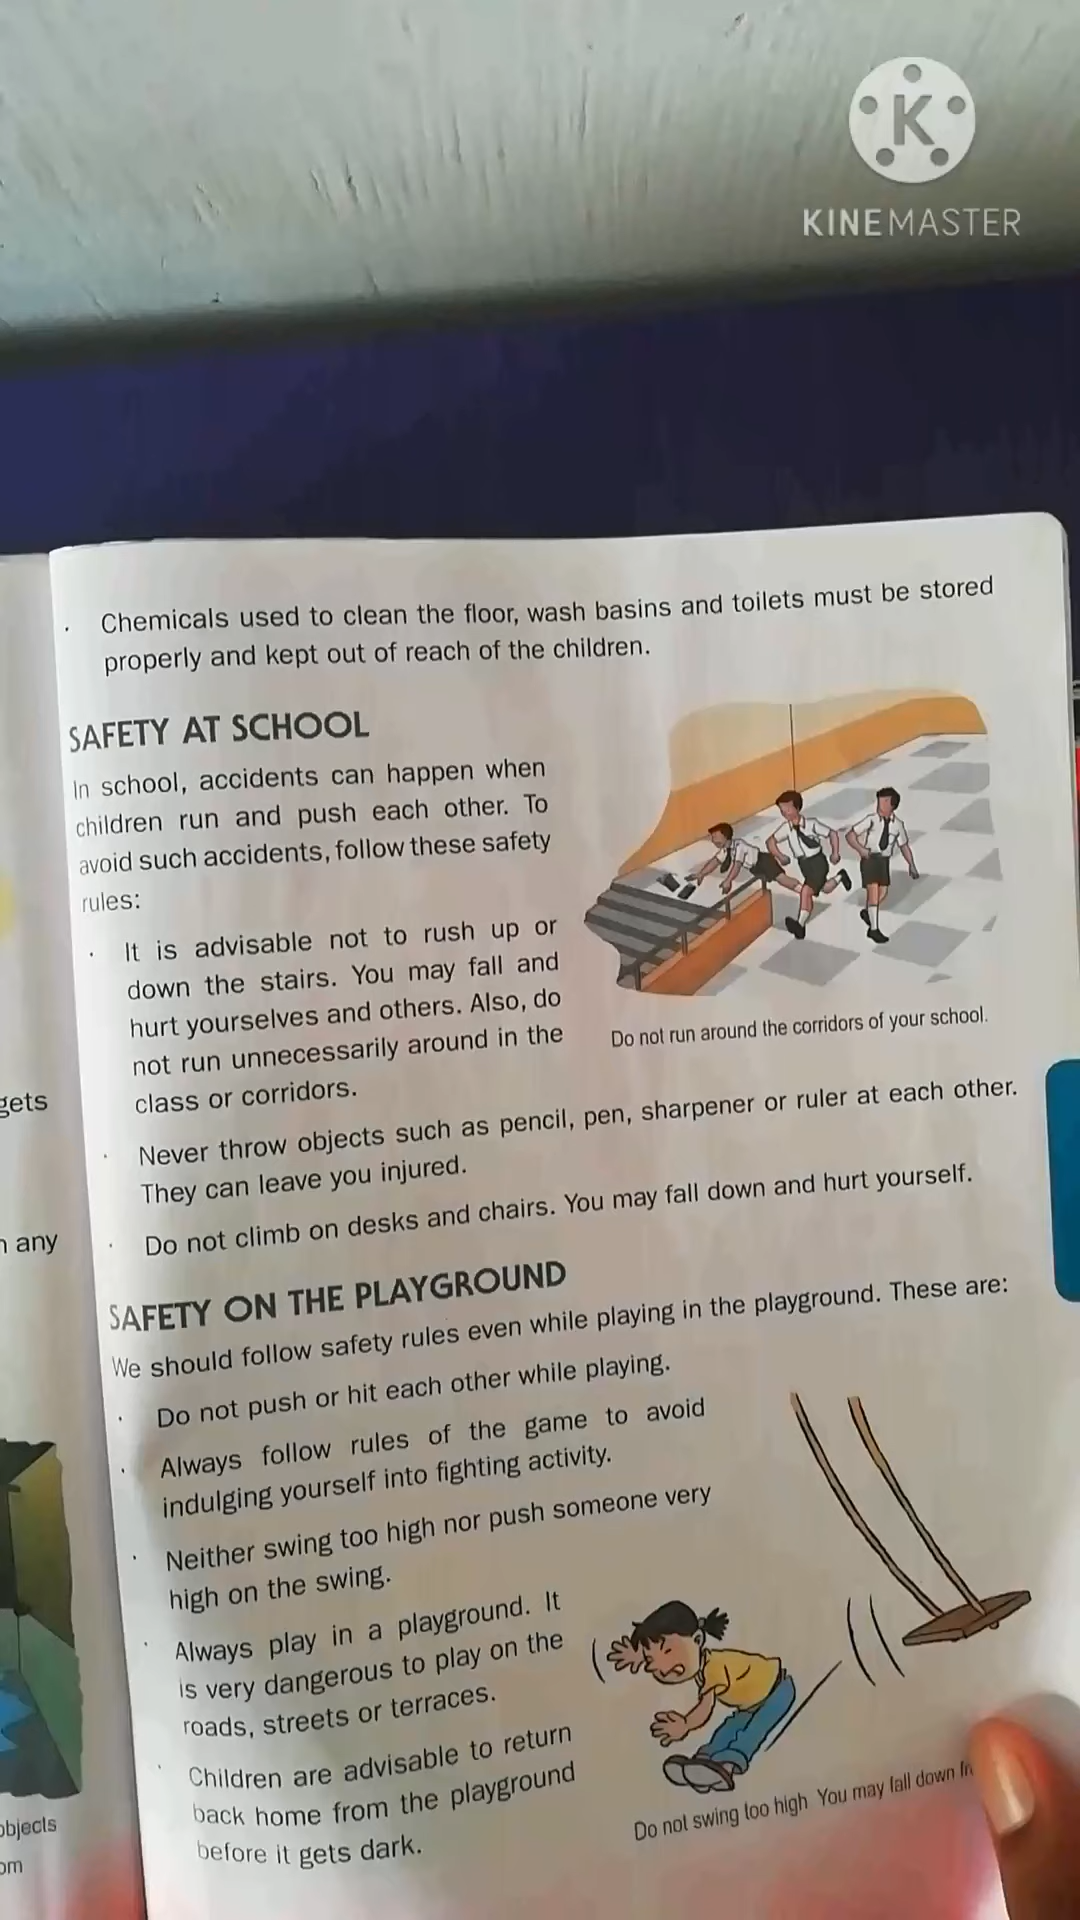 KINEMASTER
Chemicals used to clean the floor, wash basins and toilets must be stored
properly and kept out of reach of the children.
SAFETY AT SCHOOL
In school, accidents can happen when
children run and push each other. To
avoid such accidents, follow these safety
rules:
It is advisable not to rush up or
down the stairs. You may fall and
hurt yourselves and others. Also, do
not run unnecessarily around in the
class or corridors.
Do not run around the corridors of your school.
Never throw objects such as pencil, pen, sharpener or ruler at each other.
They can leave you injured.
Do not climb on desks and chairs. You may fall down and hurt yourself.
SAFETY ON THE PLAYGROUND
We should follow safety rules even while playing in the playground. These are:
Do not push or hit each other while playing.
Always follow rules of the game to avoid
indulging yourself into fighting activity.
Neither swing too high nor push someone very
high on the swing.
Always play in a playground. It
is very dangerous to play on the
roads, streets or terraces.
Children are advisable to return
back home from the playground
before it gets dark.
Do not swing too high You may fall down
gets
any
objects